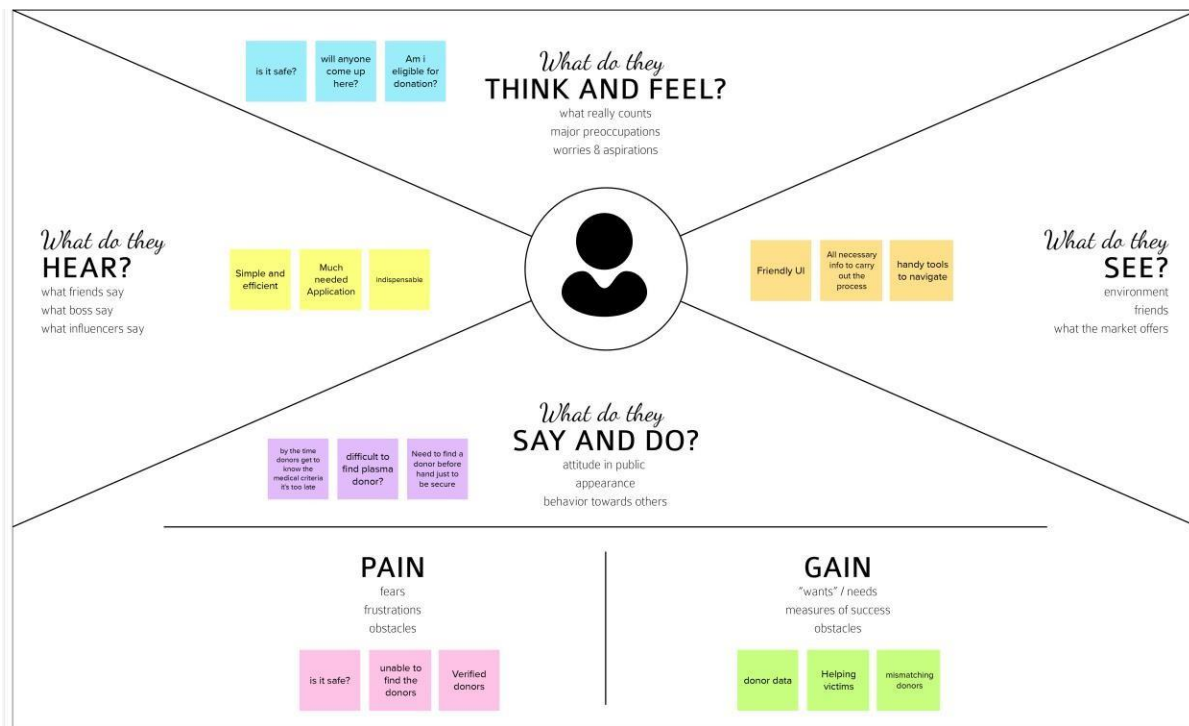 is it safe?
will anyone
come up
here?
Am i
eligible for
donation?
What do they
THINK AND FEEL?
what really counts
major preoccupations
worries & aspirations
What do they
HEAR?
what friends say
what boss say
what influencers say
Simple and
efficient
Much
needed
Application
indispensable
Friendly UI
All necessary
info to carry
out the
process
handy tools
to navigate
What do they
SEE?
environment
friends
what the market offers
What do they
SAY AND DO?
attitude in public
appearance
behavior towards others
by the time
donors get to
know the
medical criteria
it's too late
difficult to
find plasma
donor?
Need to find a
donor before
hand just to
be secure
PAIN
fears
frustrations
obstacles
is it safe?
unable to
find the
donors
Verified
donors
GAIN
"wants" / needs
measures of success
obstacles
donor data
Helping
victims
mismatching
donors